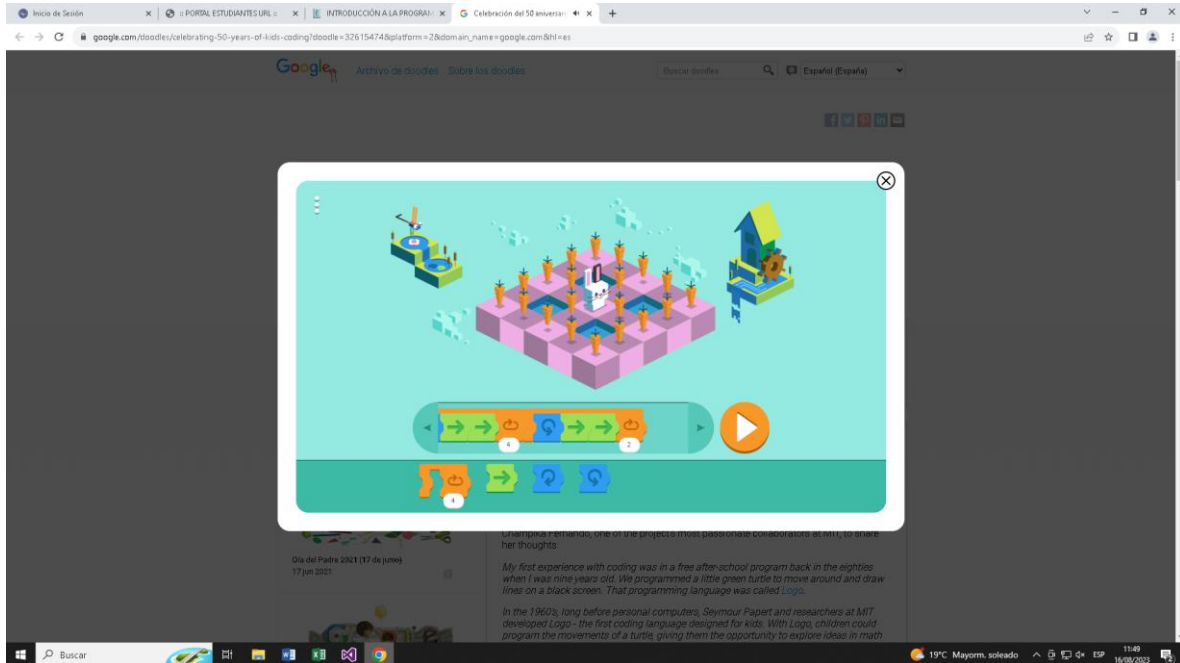 Inicio de Sesión
:: PORTAL ESTUDIANTES URL ::
INTRODUCCIÓN A LA PROGRAM
Celebración del 50 aniversari
google.com/doodles/celebrating-50-years-of-kids-coding?doodle=32615474&platform=2&domain_name=google.com&hl=es
Google
Archivo de doodles
Sobre los doodles
Buscar doodles
Español (España)
4
2
4
Champika Fernando, one of the project's most passionate collaborators at MIT, to share
her thoughts.
Día del Padre 2021 (17 de junio)
17 jun 2021
My first experience with coding was in a free after-school program back in the eighties
when I was nine years old. We programmed a little green turtle to move around and draw
lines on a black screen. That programming language was called Logo.
In the 1960's, long before personal computers, Seymour Papert and researchers at MIT
developed Logo - the first coding language designed for kids. With Logo, children could
program the movements of a turtle, giving them the opportunity to explore ideas in math
Buscar
19°C Mayorm. soleado
ESP
11:49
16/08/2023